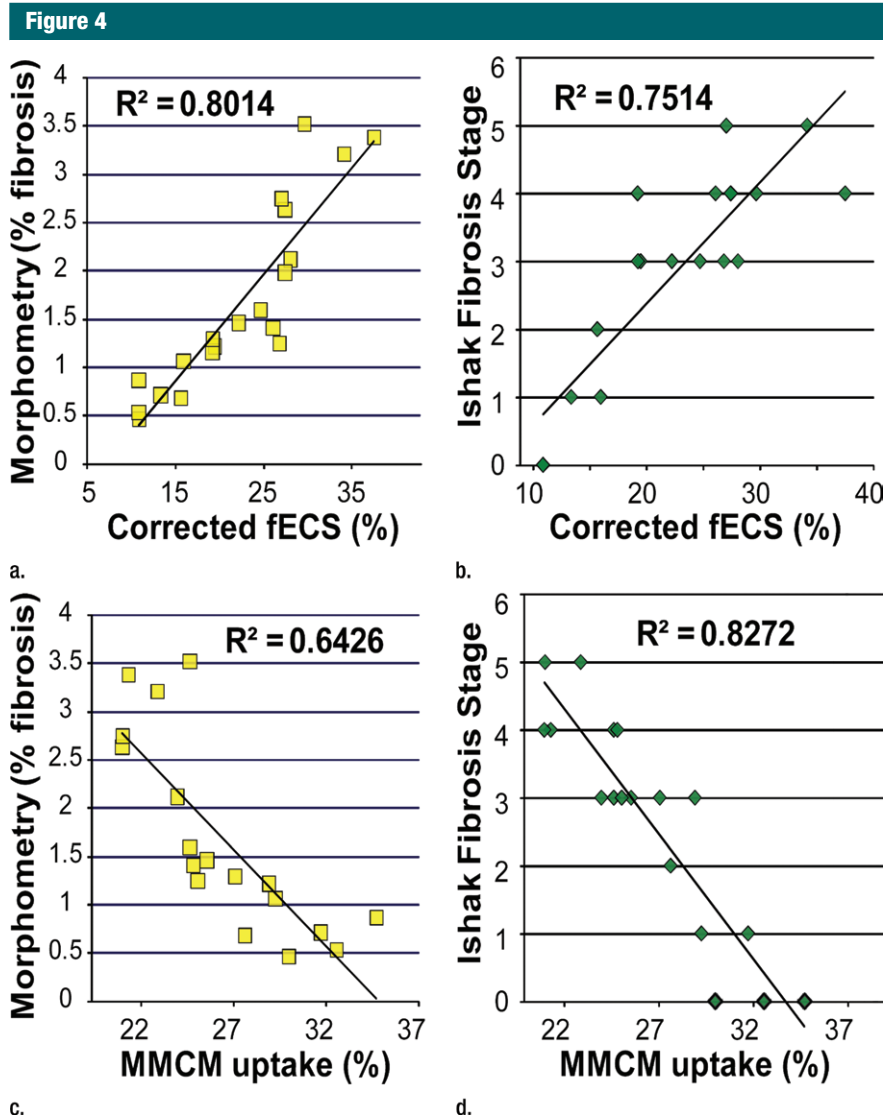 Figure 4
Morphometry (% fibrosis)
4
3.5
3
2.5
2
1.5
1
0.5
0
R² = 0.8014
5 15 25 35
Corrected fECS (%)
a.
Ishak Fibrosis Stage
6
5
4
3
2
1
0
R² = 0.7514
10 20 30 40
Corrected fECS (%)
b.
Morphometry (% fibrosis)
4
3.5
3
2.5
2
1.5
1
0.5
0
R² = 0.6426
22 27 32 37
MMCM uptake (%)
c.
Ishak Fibrosis Stage
6
5
4
3
2
1
0
R² = 0.8272
22 27 32 37
MMCM uptake (%)
d.